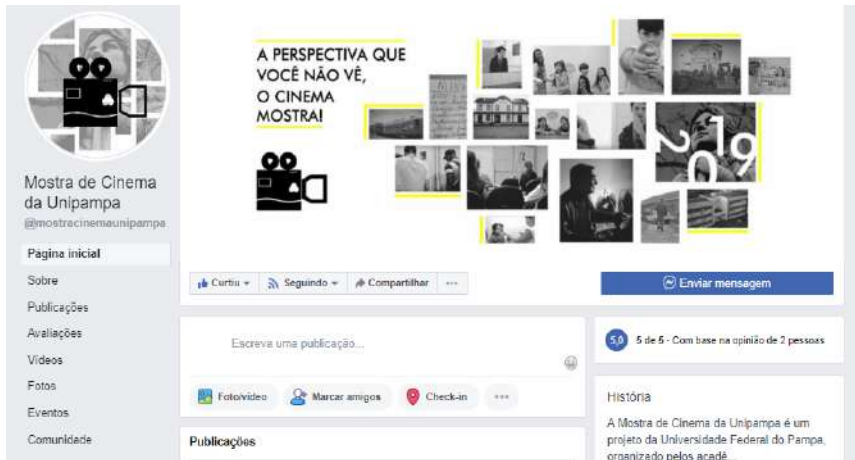 A PERSPECTIVA QUE
VOCÊ NÃO VÊ,
O CINEMA
MOSTRA!
2019
Mostra de Cinema
da Unipampa
@mostracinemaunipampa
Página inicial
Sobre
Publicações
Avaliações
Vídeos
Fotos
Eventos
Comunidade
Curtiu
Seguindo
Compartilhar
Enviar mensagem
Escreva uma publicação...
Foto/vídeo
Marcar amigos
Check-in
Publicações
5,0
5 de 5 - Com base na opinião de 2 pessoas
História
A Mostra de Cinema da Unipampa é um
projeto da Universidade Federal do Pampa,
organizado pelos acadê...